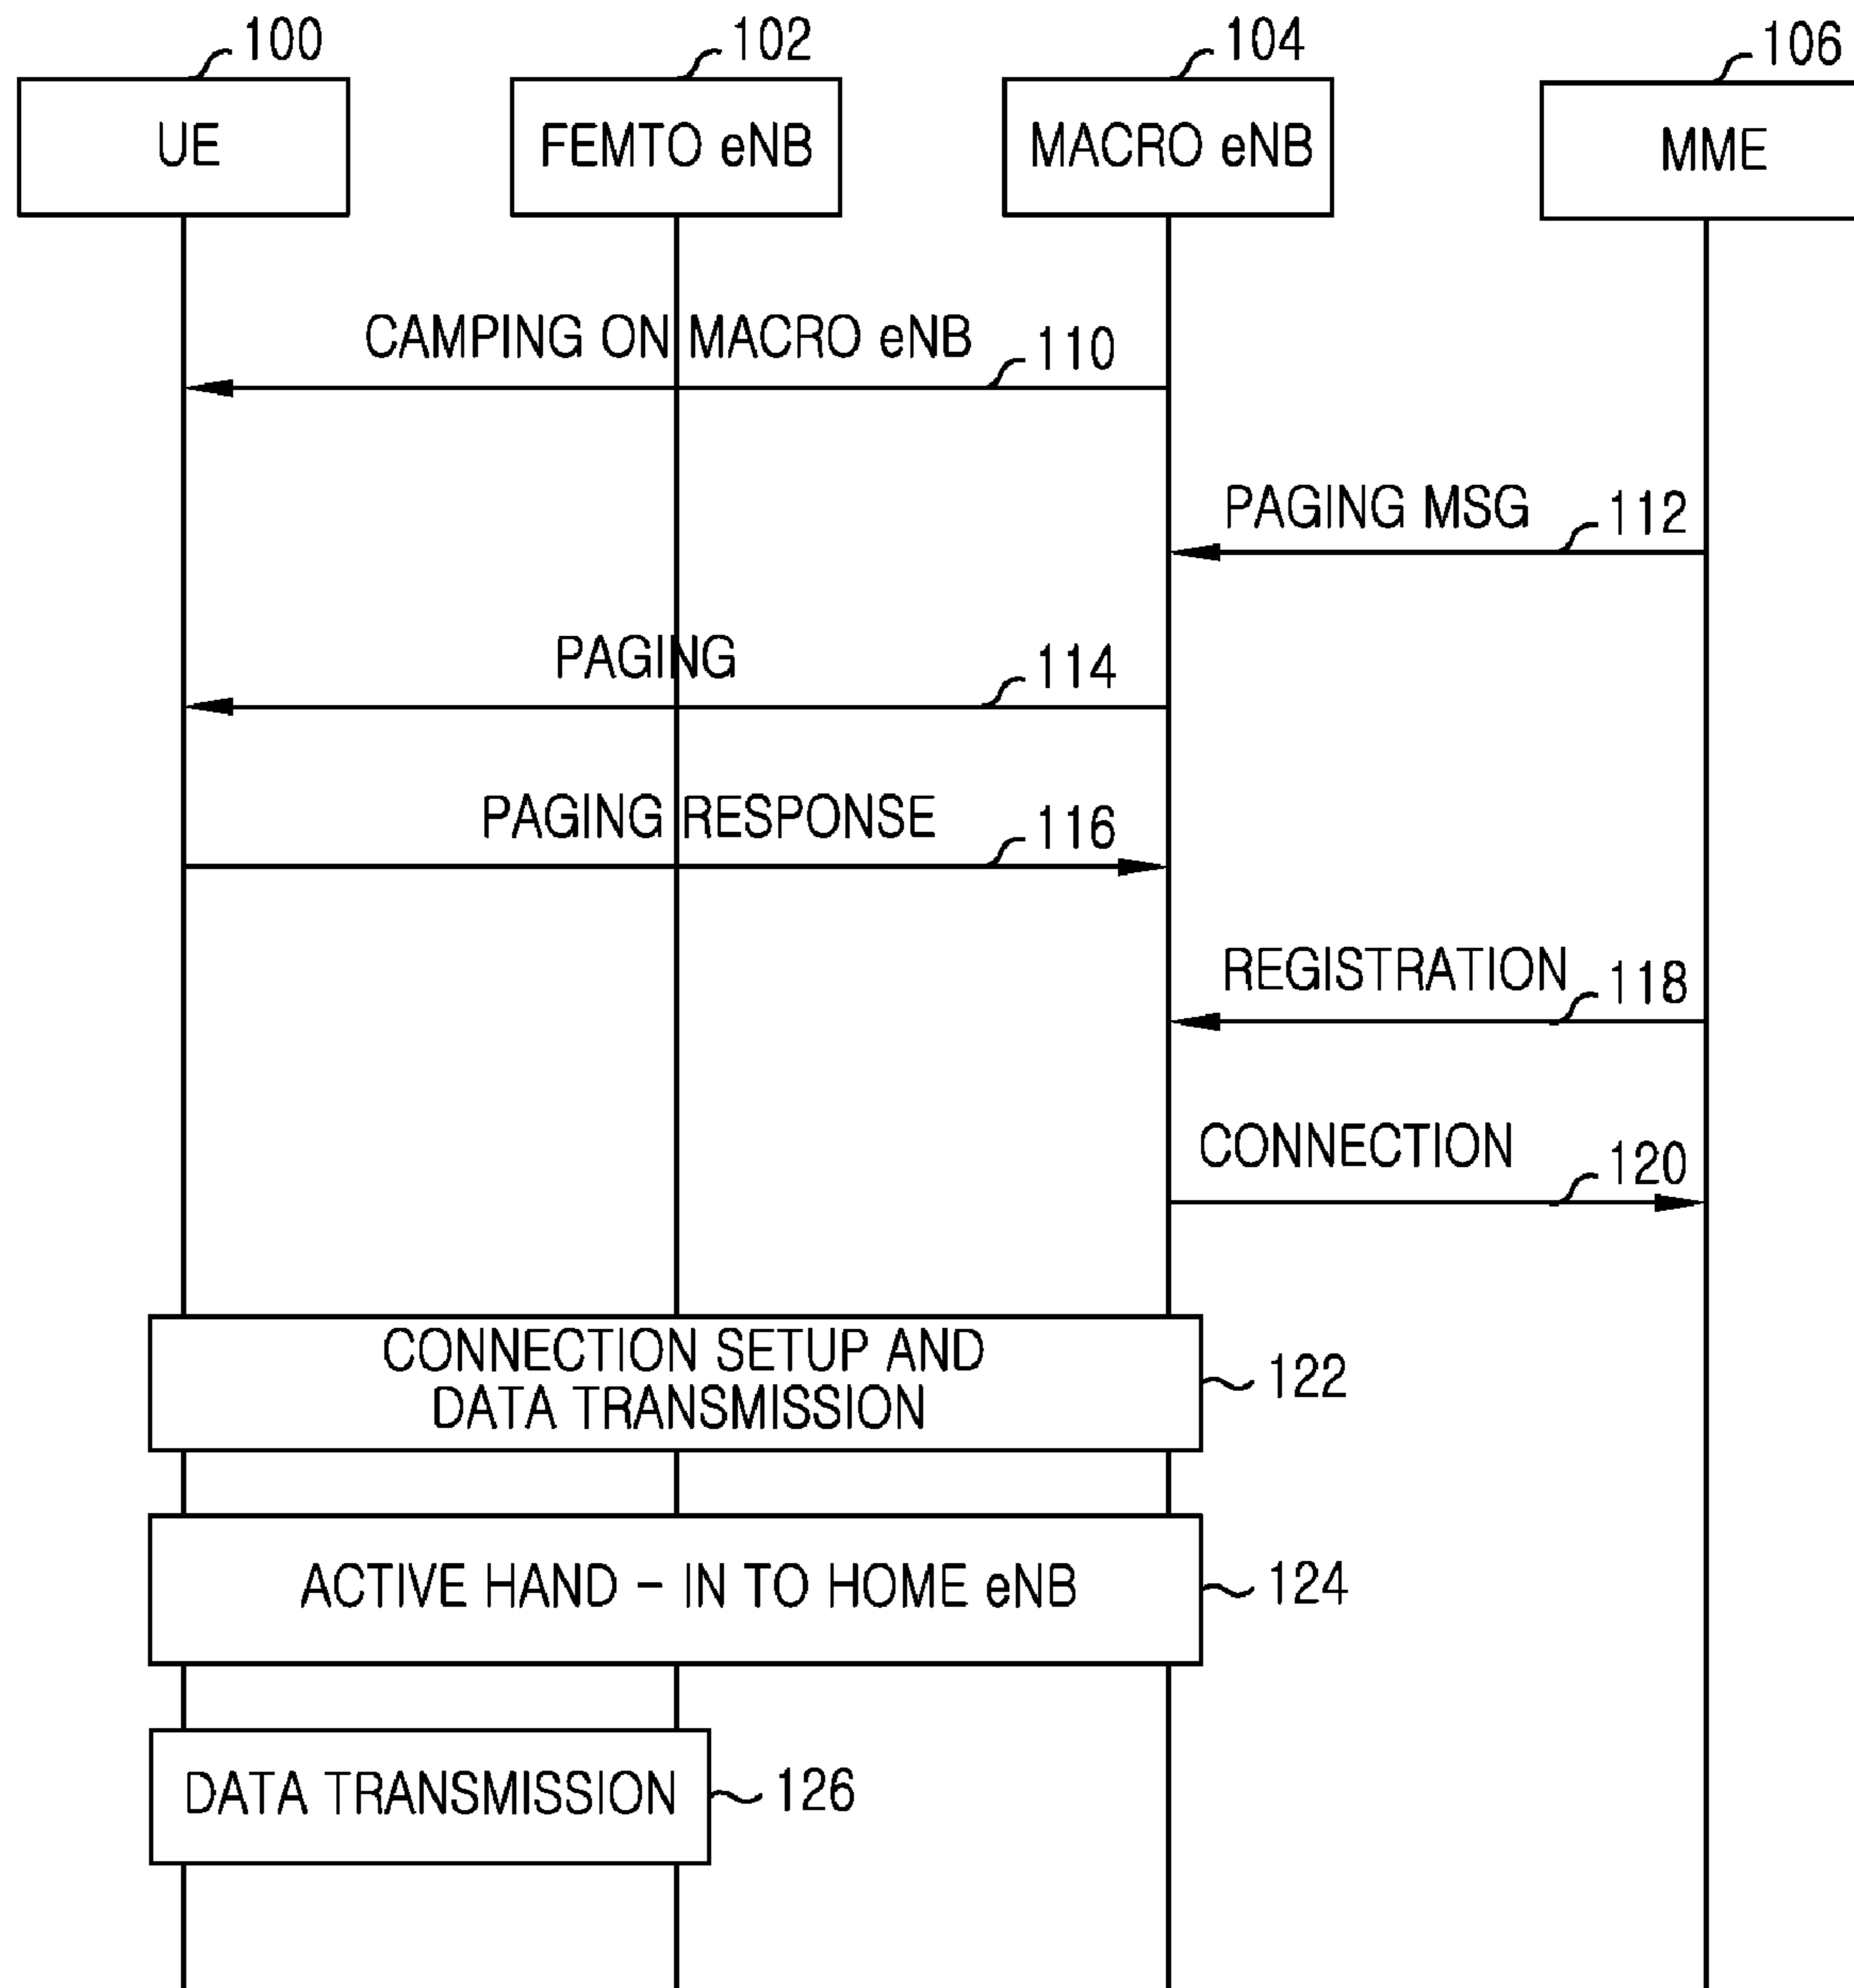 100
102
104
106
UE
FEMTO eNB
MACRO eNB
MME
CAMPING ON MACRO eNB
110
PAGING MSG
112
PAGING
114
PAGING RESPONSE
116
REGISTRATION
118
CONNECTION
120
CONNECTION SETUP AND
DATA TRANSMISSION
122
ACTIVE HAND - IN TO HOME eNB
124
DATA TRANSMISSION
126